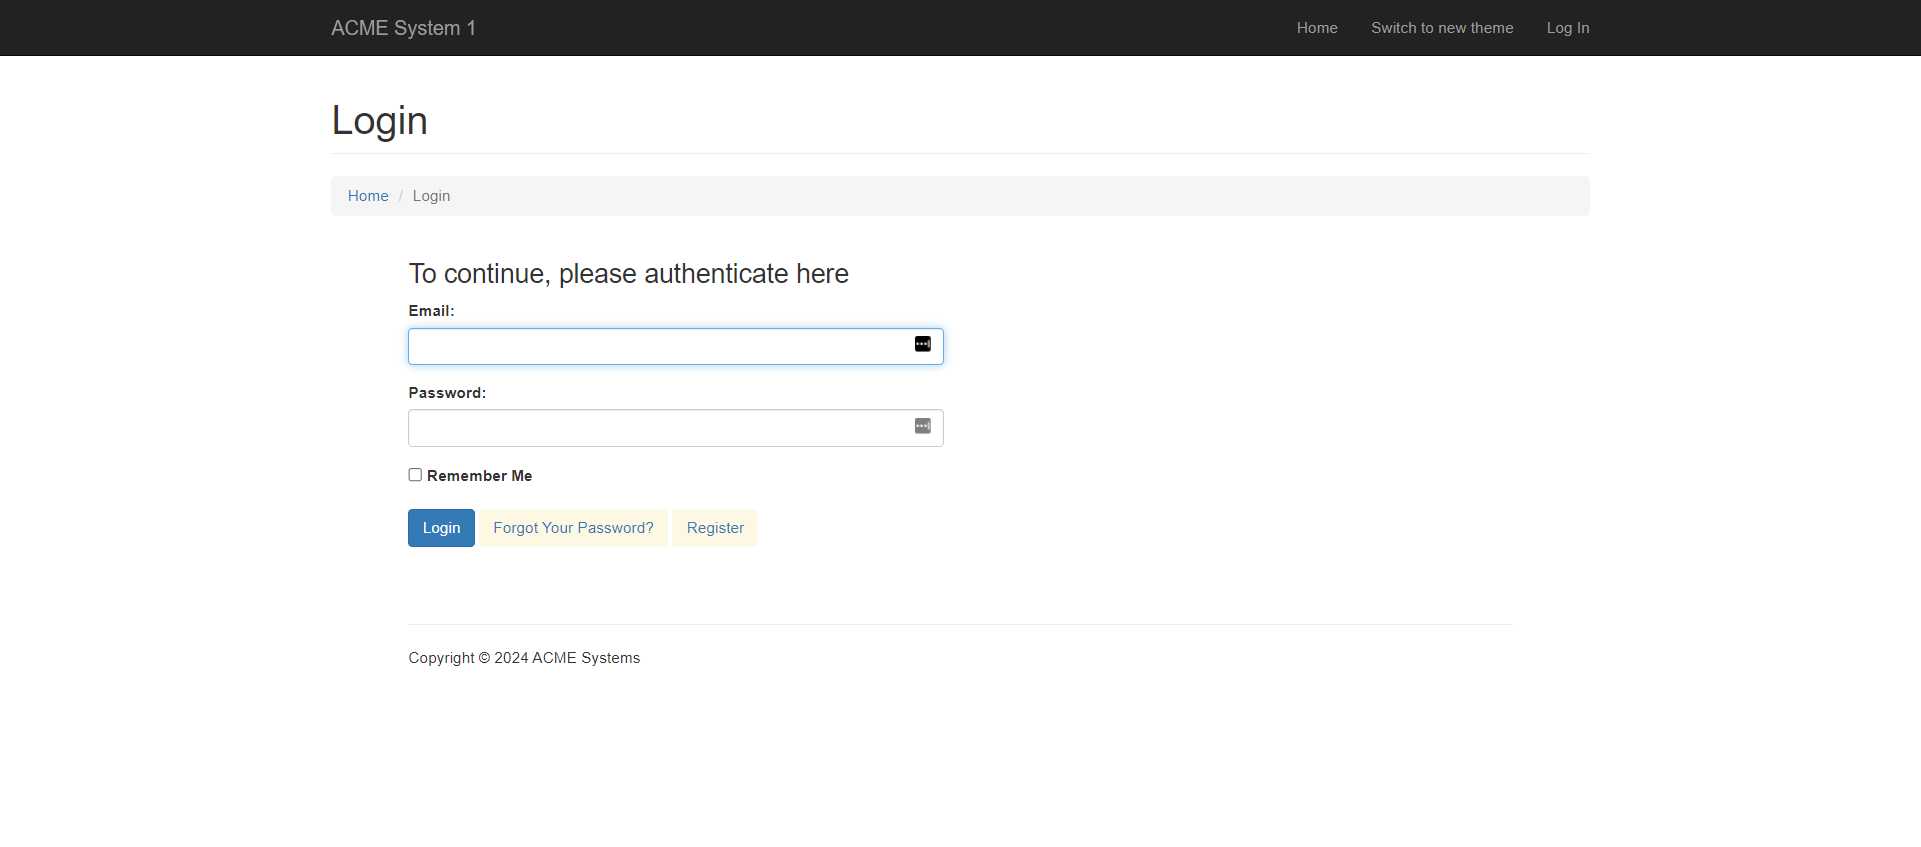 ACME System 1 Home Switch to new theme Log In
Login
Home / Login
To continue, please authenticate here
Email:
Password:
Remember Me
Login Forgot Your Password? Register
Copyright © 2024 ACME Systems